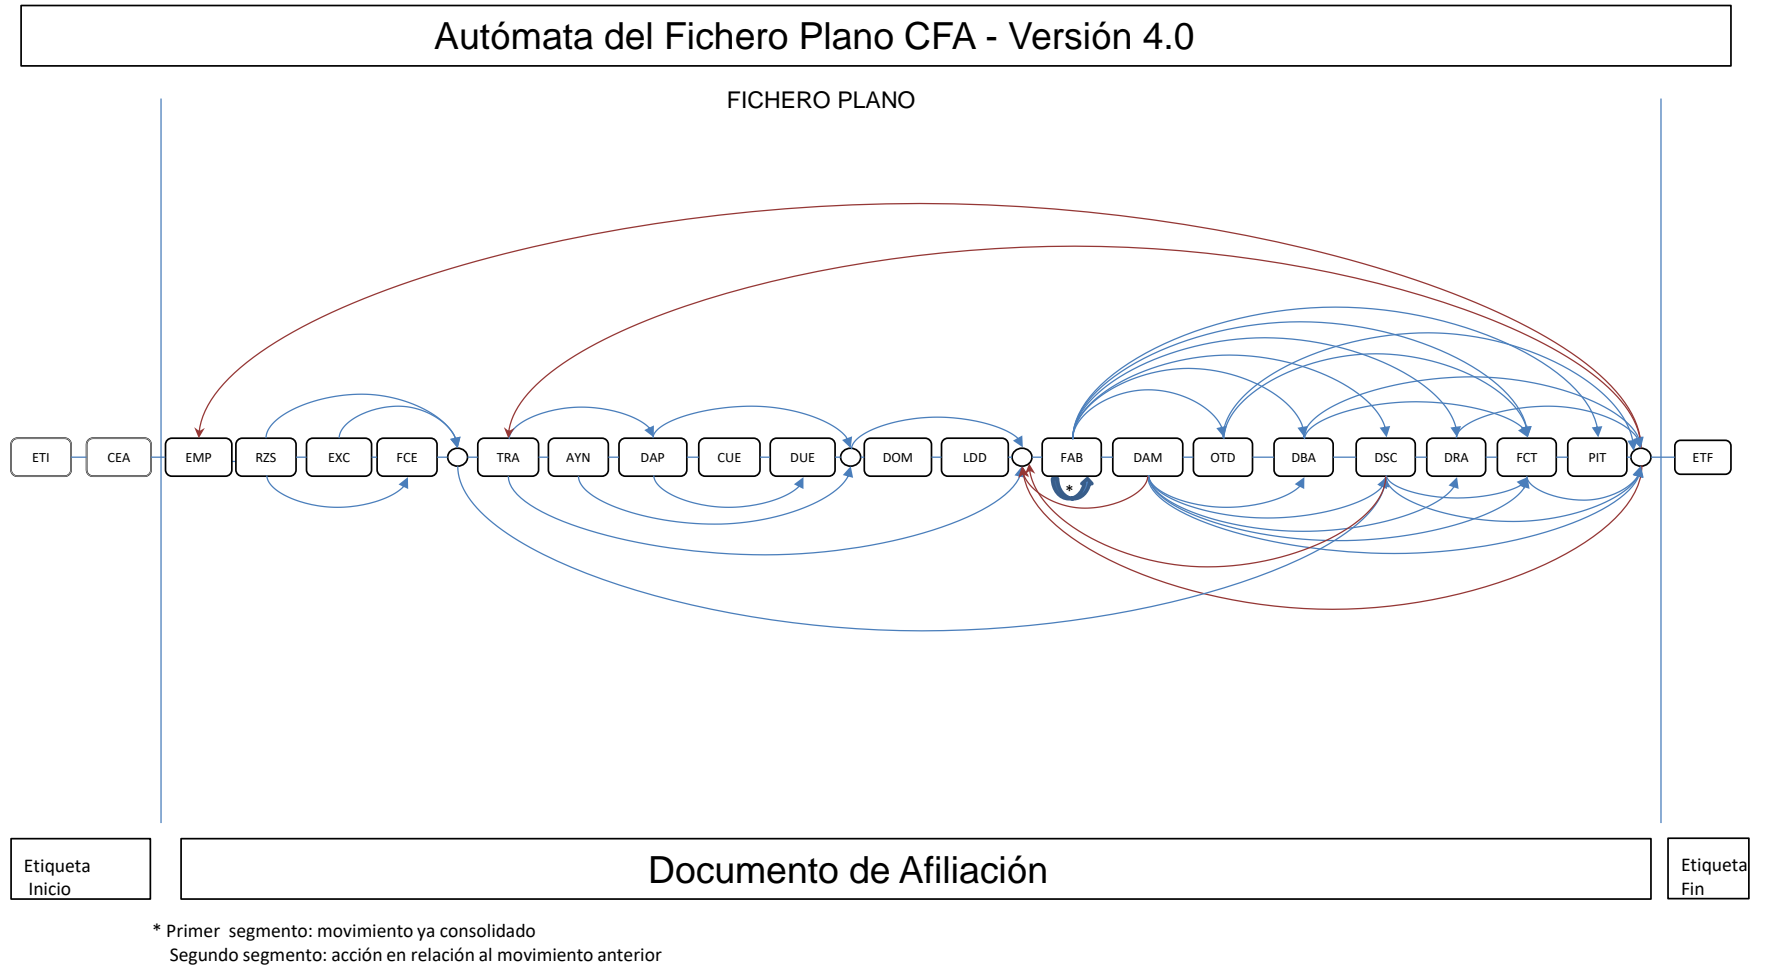 Autómata del Fichero Plano CFA - Versión 4.0
FICHERO PLANO
ETI CEA EMP RZS EXC FCE TRA AYN DAP CUE DUE DOM LDD FAB DAM OTD DBA DSC DRA FCT PIT ETF
*
Etiqueta
Inicio
Documento de Afiliación
Etiqueta
Fin
* Primer segmento: movimiento ya consolidado
Segundo segmento: acción en relación al movimiento anterior